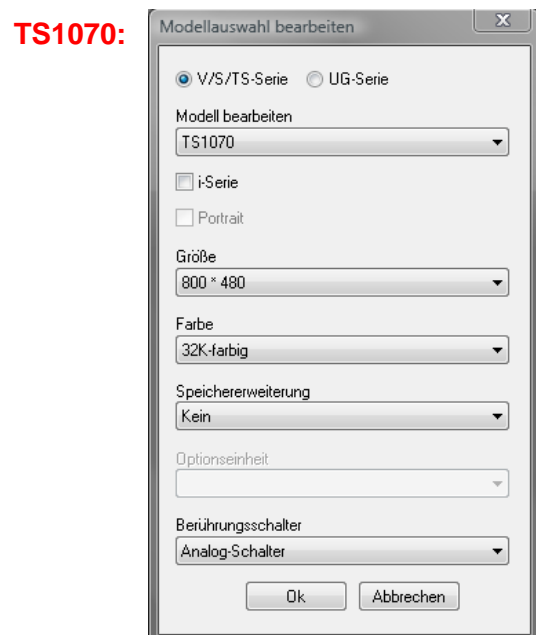 TS1070:
Modellauswahl bearbeiten
V/S/TS-Serie UG-Serie
Modell bearbeiten
TS1070
i-Serie
Portrait
Größe
800 * 480
Farbe
32K-farbig
Speichererweiterung
Kein
Optionseinheit
Berührungsschalter
Analog-Schalter
Ok Abbrechen